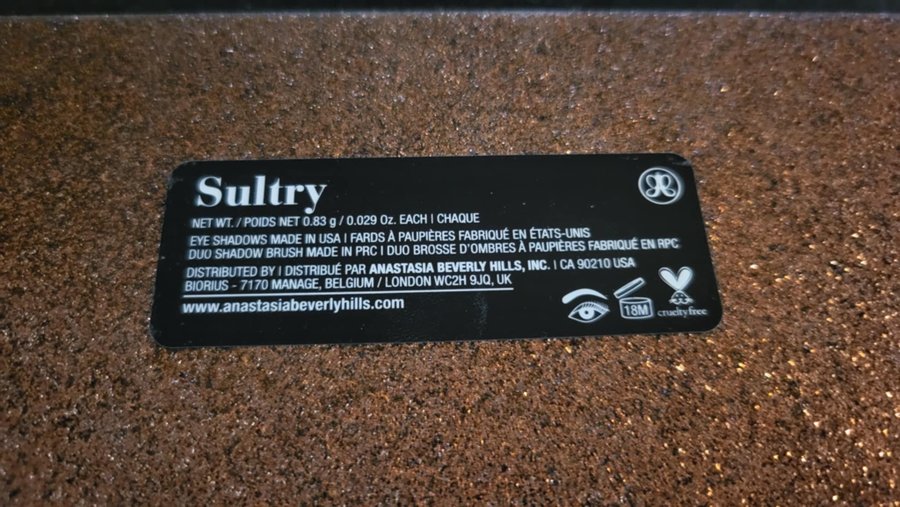 Sultry
NET WT. / POIDS NET 0.83 g / 0.029 Oz. EACH | CHAQUE
EYE SHADOWS MADE IN USA | FARDS À PAUPIÈRES FABRIQUÉ EN ÉTATS-UNIS
DUO SHADOW BRUSH MADE IN PRC | DUO BROSSE D'OMBRES À PAUPIÈRES FABRIQUÉ EN RPC
DISTRIBUTED BY | DISTRIBUÉ PAR ANASTASIA BEVERLY HILLS, INC. | CA 90210 USA
BIORIUS - 7170 MANAGE, BELGIUM / LONDON WC2H 9JQ, UK
www.anastasiabeverlyhills.com
18M
crueltyfree